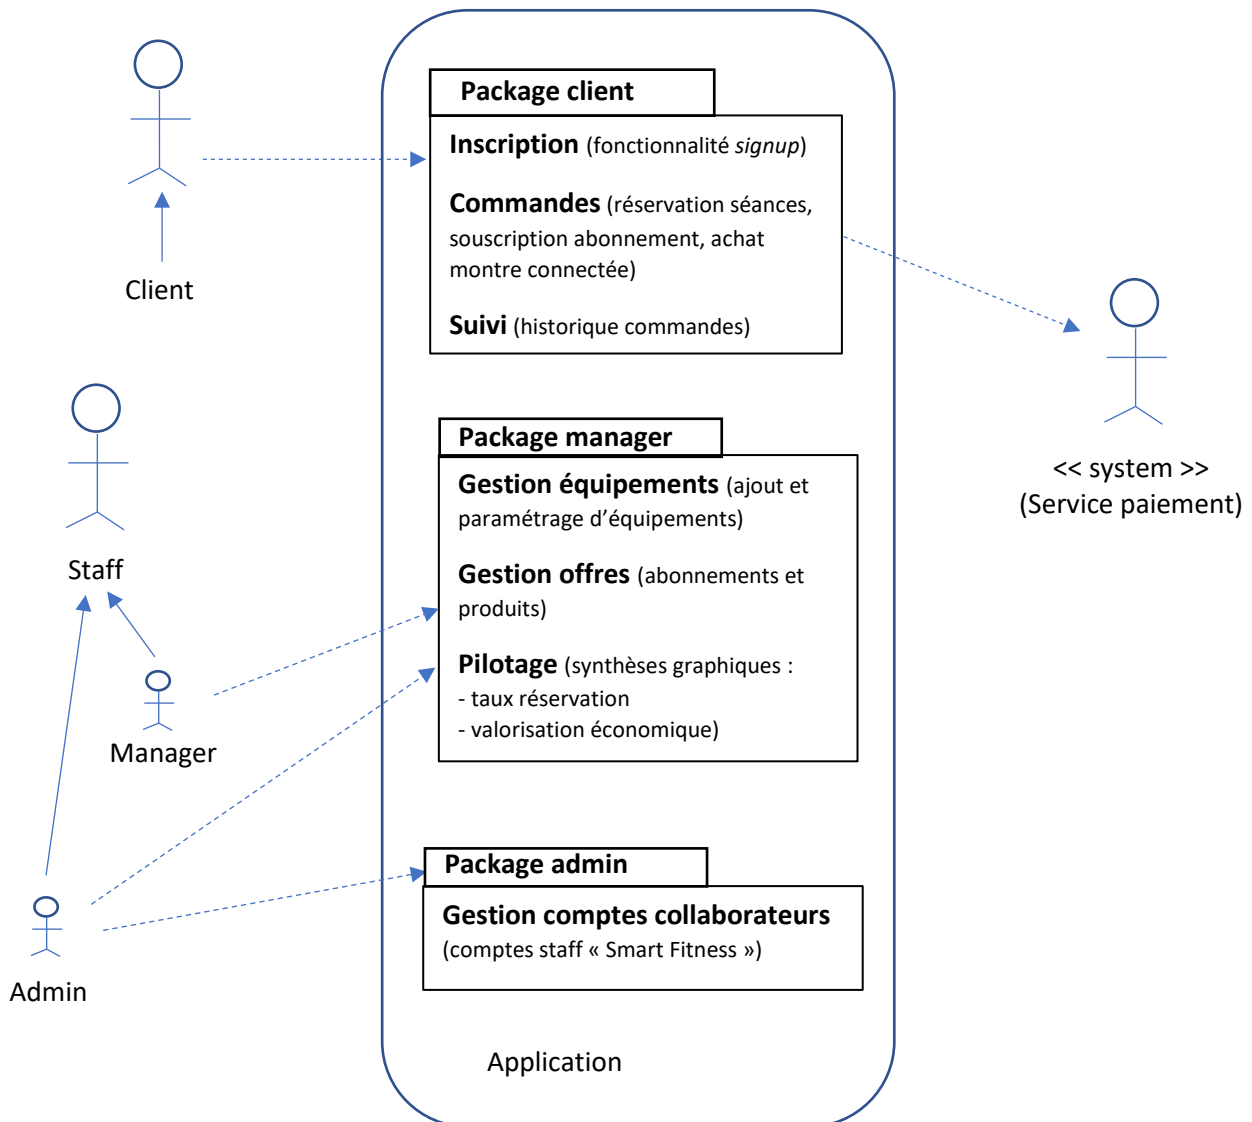 Package client
Inscription (fonctionnalité signup)
Commandes (réservation séances,
souscription abonnement, achat
montre connectée)
Suivi (historique commandes)
Client
<< system >>
(Service paiement)
Staff
Package manager
Gestion équipements (ajout et
paramétrage d’équipements)
Gestion offres (abonnements et
produits)
Pilotage (synthèses graphiques :
- taux réservation
- valorisation économique)
Manager
Package admin
Gestion comptes collaborateurs
(comptes staff « Smart Fitness »)
Admin
Application